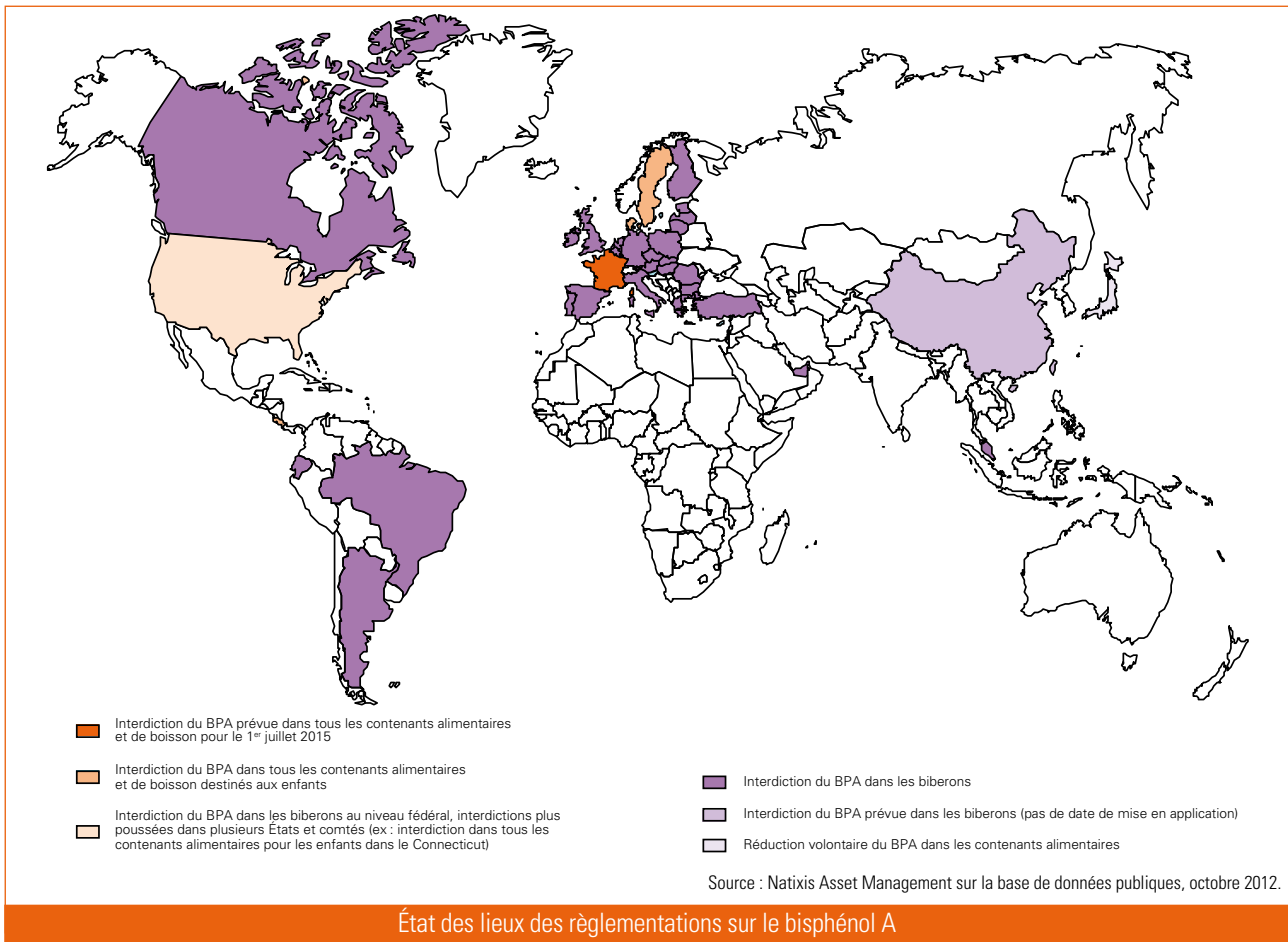 Interdiction du BPA prévue dans tous les contenants alimentaires
et de boisson pour le 1er juillet 2015
Interdiction du BPA dans tous les contenants alimentaires
et de boisson destinés aux enfants
Interdiction du BPA dans les biberons au niveau fédéral, interdictions plus
poussées dans plusieurs États et comtés (ex : interdiction dans tous les
contenants alimentaires pour les enfants dans le Connecticut)
Interdiction du BPA dans les biberons
Interdiction du BPA prévue dans les biberons (pas de date de mise en application)
Réduction volontaire du BPA dans les contenants alimentaires
Source : Natixis Asset Management sur la base de données publiques, octobre 2012.
État des lieux des règlementations sur le bisphénol A